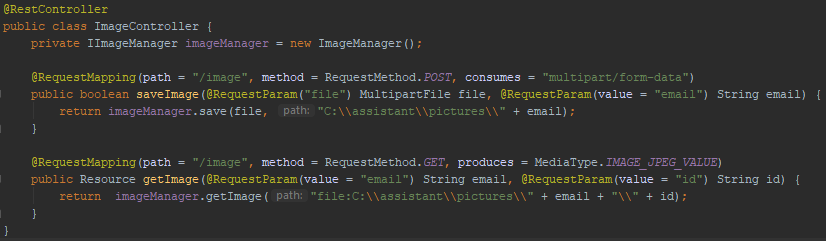 @RestController
public class ImageController {
    private IImageManager imageManager = new ImageManager();

    @RequestMapping(path = "/image", method = RequestMethod.POST, consumes = "multipart/form-data")
    public boolean saveImage(@RequestParam("file") MultipartFile file, @RequestParam(value = "email") String email) {
        return imageManager.save(file, path: "C:\\assistant\\pictures\\" + email);
    }

    @RequestMapping(path = "/image", method = RequestMethod.GET, produces = MediaType.IMAGE_JPEG_VALUE)
    public Resource getImage(@RequestParam(value = "email") String email, @RequestParam(value = "id") String id) {
        return  imageManager.getImage( path: "file:C:\\assistant\\pictures\\" + email + "\\" + id);
    }
}